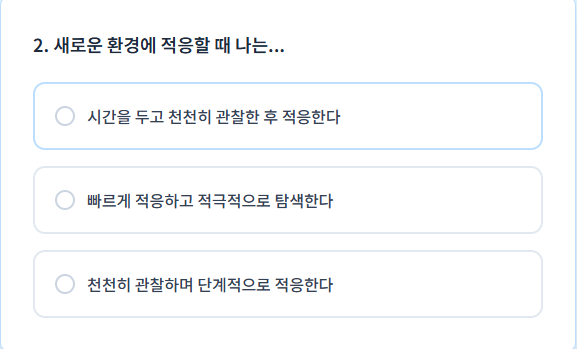 2. 새로운 환경에 적응할 때 나는...
시간을 두고 천천히 관찰한 후 적응한다
빠르게 적응하고 적극적으로 탐색한다
천천히 관찰하며 단계적으로 적응한다